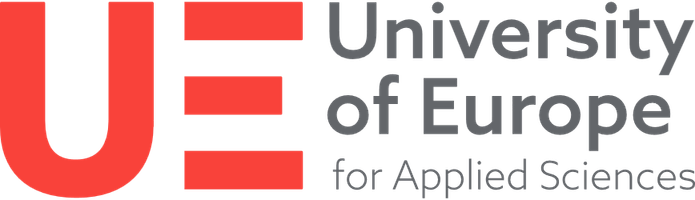 UE
University
of Europe
for Applied Sciences